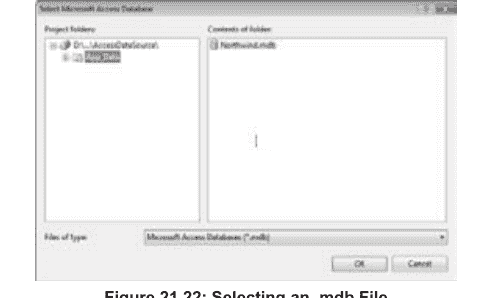 Select Microsoft Access Database
Project folders:
Contents of folder:
D:\...\AccessDataSource\
App_Data
Northwind.mdb
Files of type:
Microsoft Access Databases (*.mdb)
OK
Cancel
Figure 21.22: Selecting an .mdb File